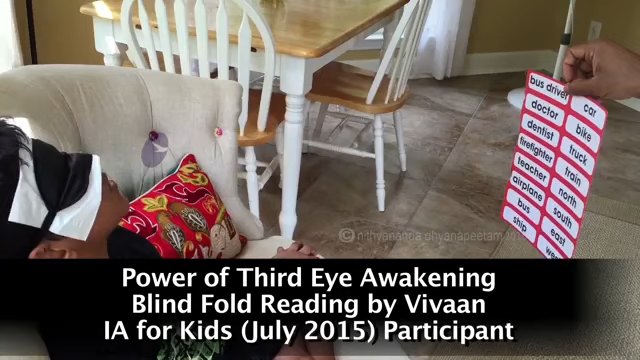 bus driver car
doctor bike
dentist truck
firefighter train
teacher north
airplane south
bus east
ship
© nithyananda dhyanapeetam
Power of Third Eye Awakening
Blind Fold Reading by Vivaan
IA for Kids (July 2015) Participant